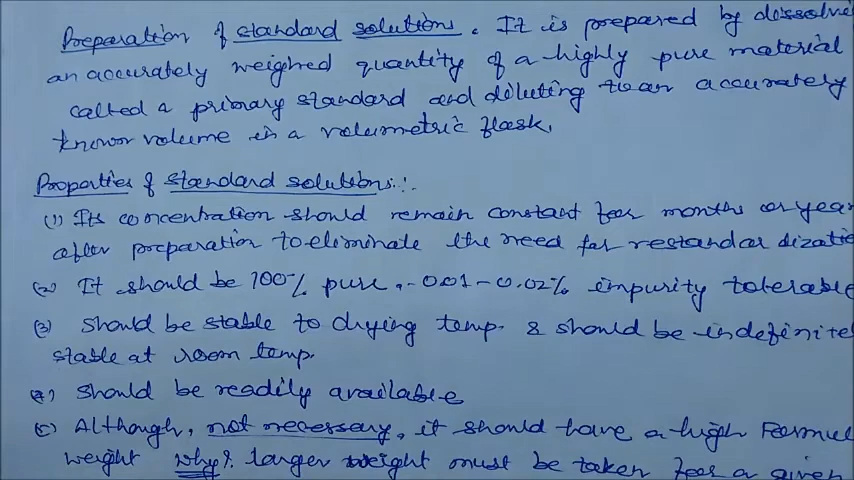 Preparation of standard solutions. It is prepared by dissolve
an accurately weighed quantity of a highly pure material
called a primary standard and diluting to an accurately
known volume in a volumetric flask.
Properties of standard solutions:.
(1) Its concentration should remain constant for months or year
after preparation to eliminate the need for restandardizatio
(2) It should be 100% pure. - 0.01-0.02% impurity tolerable
(3) should be stable to drying temp. & should be indefinite
stable at room temp.
(4) should be readily available
(5) Although, not necessary, it should have a high Formul
weight why? larger weight must be taken for a given